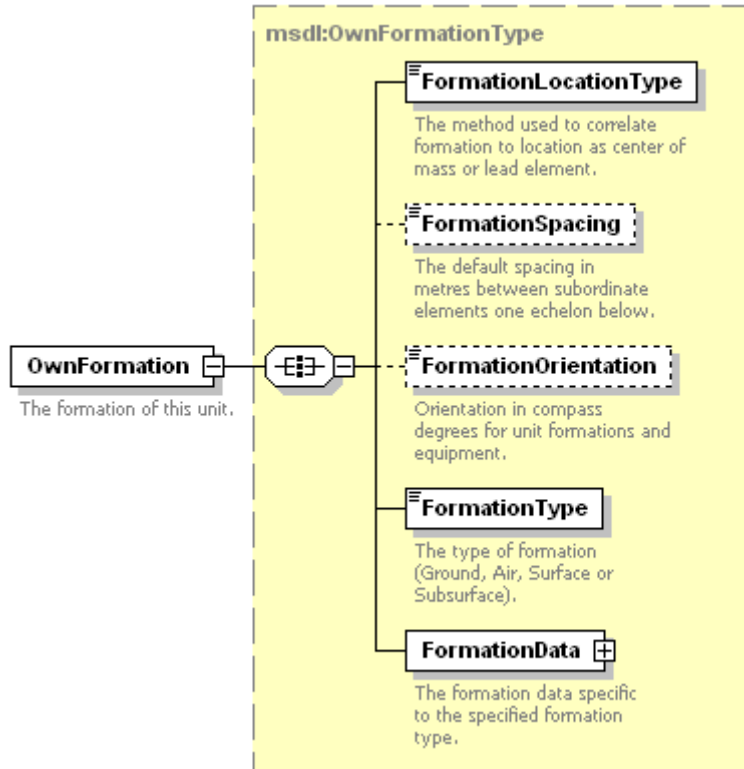 msdl:OwnFormationType
FormationLocationType
The method used to correlate
formation to location as center of
mass or lead element.
FormationSpacing
The default spacing in
metres between subordinate
elements one echelon below.
OwnFormation
The formation of this unit.
FormationOrientation
Orientation in compass
degrees for unit formations and
equipment.
FormationType
The type of formation
(Ground, Air, Surface or
Subsurface).
FormationData
The formation data specific
to the specified formation
type.